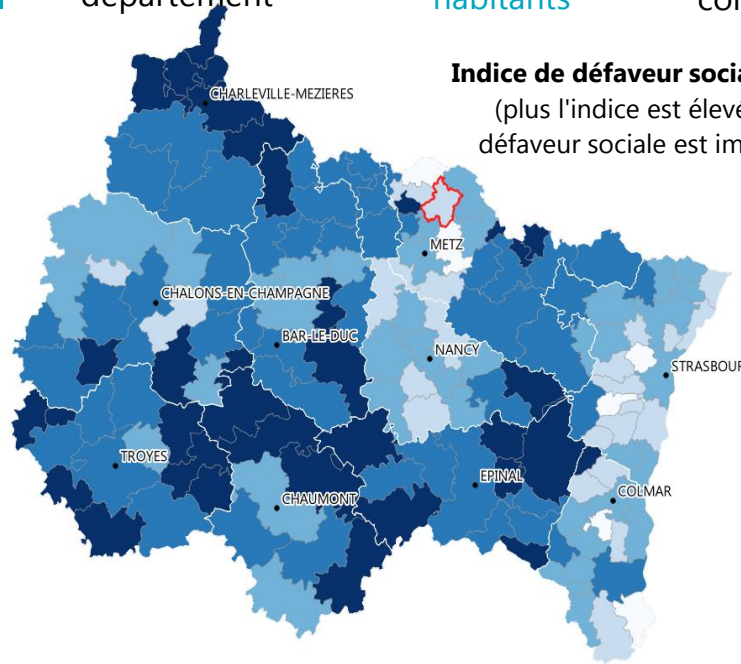 département
habitants
Indice de défaveur socia
(plus l'indice est élevé
défaveur sociale est im
CHARLEVILLE-MEZIERES
METZ
CHALONS-EN-CHAMPAGNE
BAR-LE-DUC
NANCY
STRASBOUR
TROYES
EPINAL
CHAUMONT
COLMAR